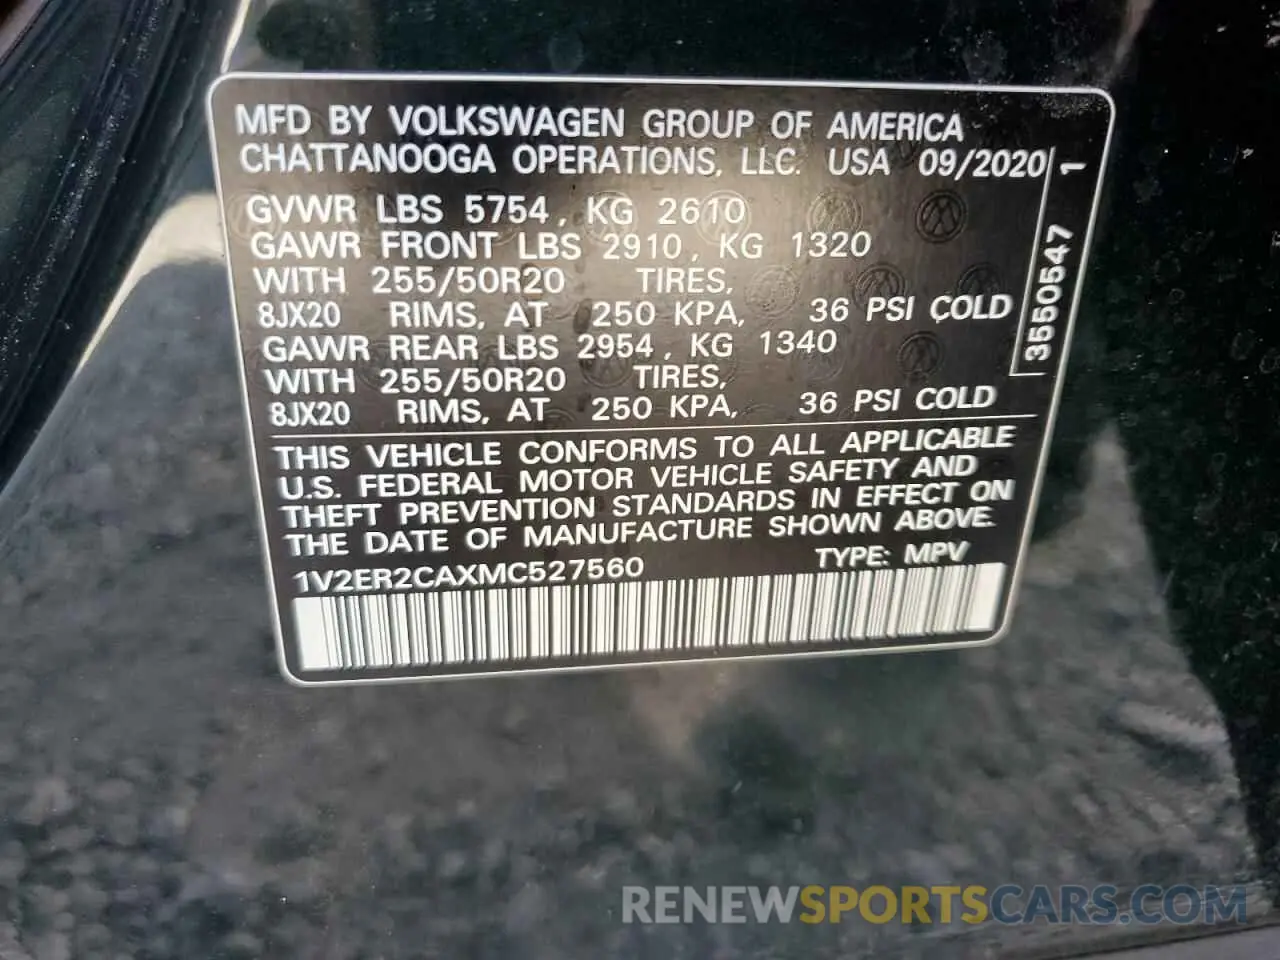 MFD BY VOLKSWAGEN GROUP OF AMERICA
CHATTANOOGA OPERATIONS, LLC. USA 09/2020
GVWR LBS 5754, KG 2610
GAWR FRONT LBS 2910, KG 1320
WITH 255/50R20 TIRES,
8JX20 RIMS, AT 250 KPA, 36 PSI COLD
GAWR REAR LBS 2954, KG 1340
WITH 255/50R20 TIRES,
8JX20 RIMS, AT 250 KPA, 36 PSI COLD
3550547 1
THIS VEHICLE CONFORMS TO ALL APPLICABLE
U.S. FEDERAL MOTOR VEHICLE SAFETY AND
THEFT PREVENTION STANDARDS IN EFFECT ON
THE DATE OF MANUFACTURE SHOWN ABOVE.
1V2ER2CAXMC527560 TYPE: MPV
RENEWSPORTSCARS.COM